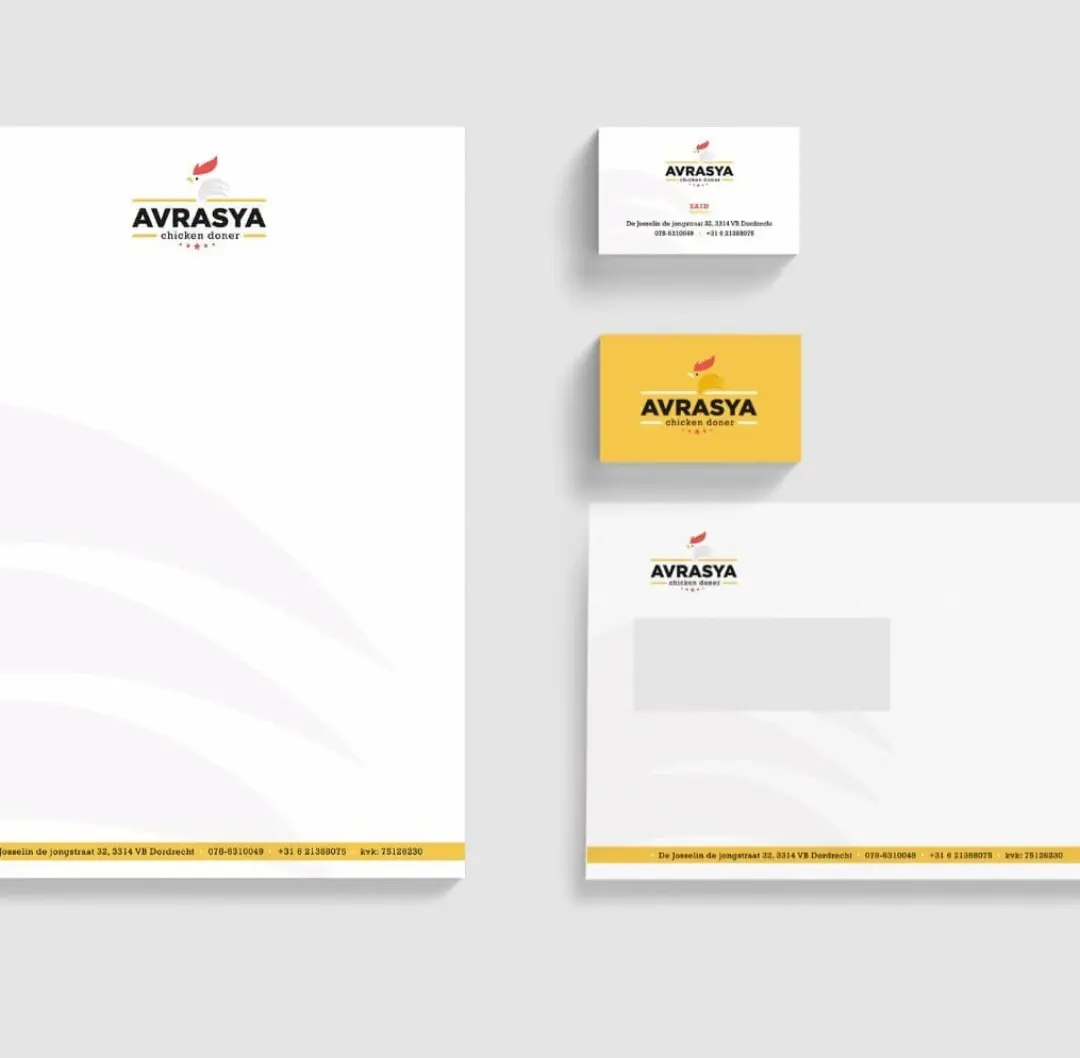 AVRASYA
chicken doner
Josselin de jongstraat 32, 3314 VB Dordrecht 078-6310049 +31 6 21388075 kvk: 75126230
AVRASYA
chicken doner
SAID
De Josselin de jongstraat 32, 3314 VB Dordrecht
078-6310049 +31 6 21388075
AVRASYA
chicken doner
AVRASYA
chicken doner
De Josselin de jongstraat 32, 3314 VB Dordrecht 078-6310049 +31 6 21388075 kvk: 75126230